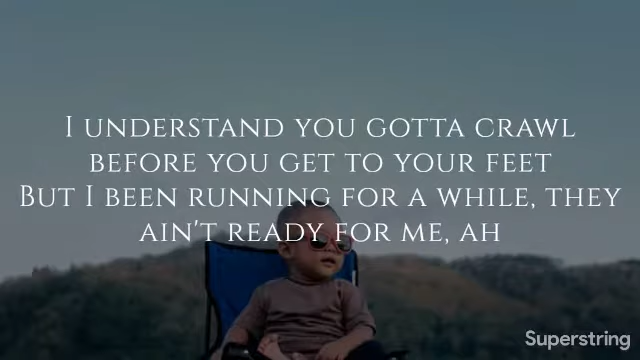 I understand you gotta crawl
before you get to your feet
But I been running for a while, they
ain't ready for me, ah
Superstring